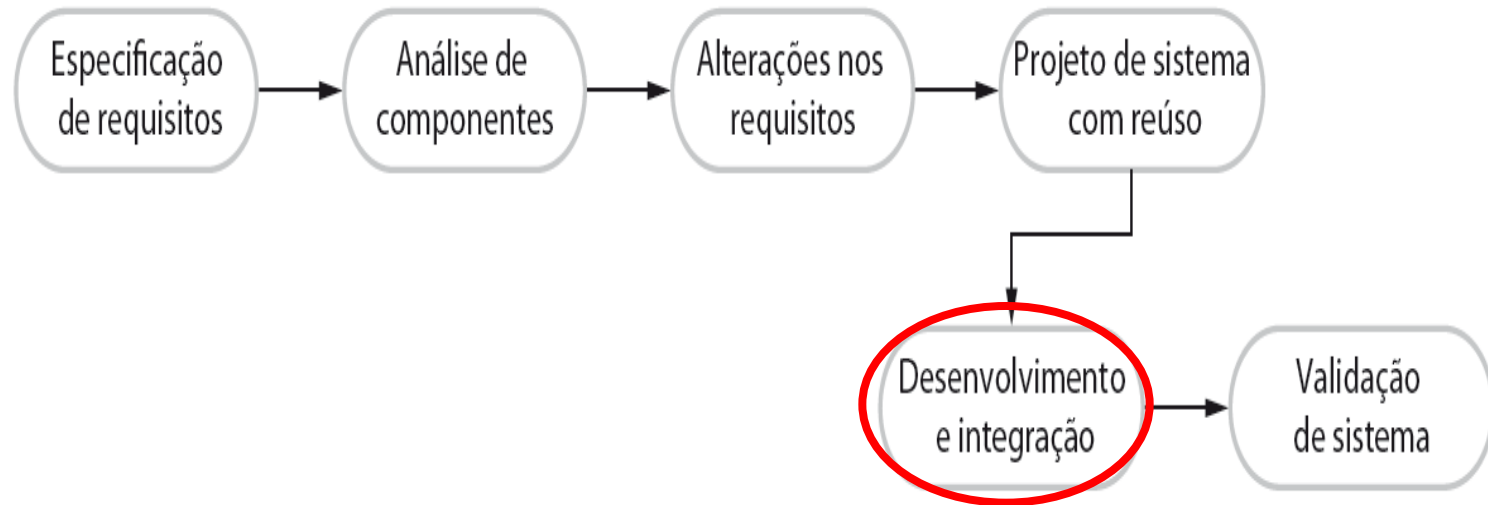 Especificação
de requisitos
Análise de
componentes
Alterações nos
requisitos
Projeto de sistema
com reúso
Desenvolvimento
e integração
Validação
de sistema